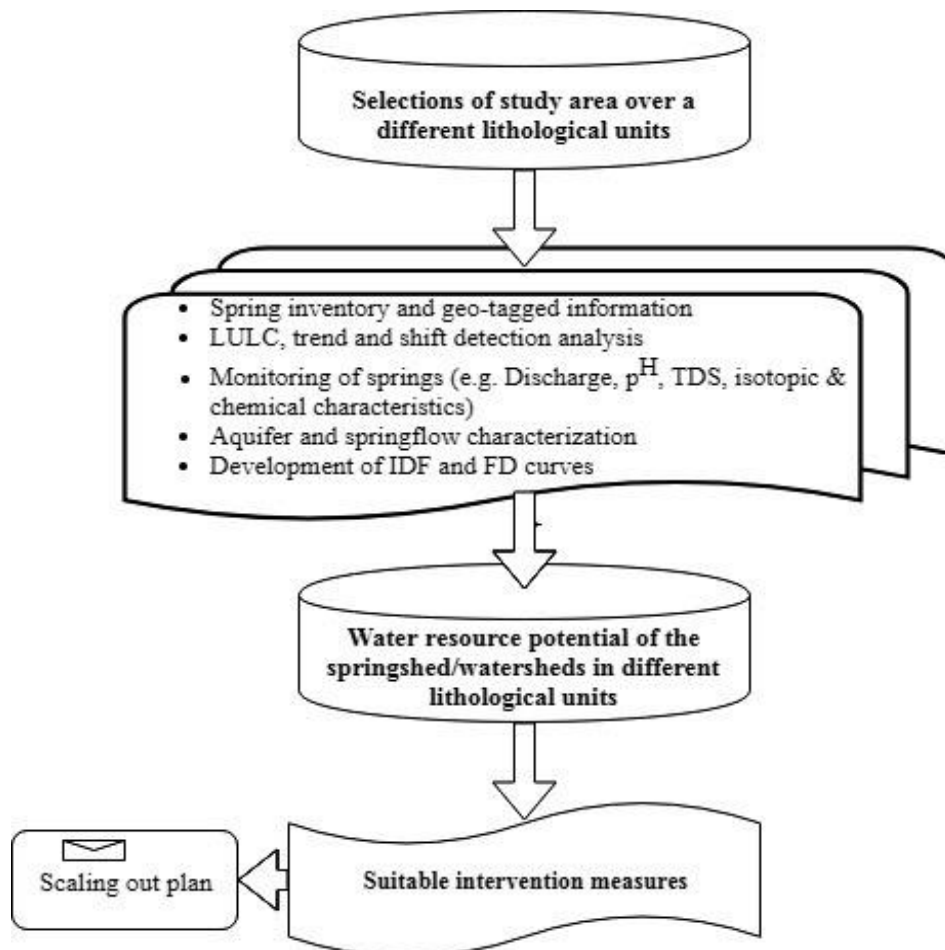 Selections of study area over a
different lithological units
• Spring inventory and geo-tagged information
• LULC, trend and shift detection analysis
• Monitoring of springs (e.g. Discharge, p^H, TDS, isotopic &
chemical characteristics)
• Aquifer and springflow characterization
• Development of IDF and FD curves
Water resource potential of the
springshed/watersheds in different
lithological units
Suitable intervention measures
Scaling out plan